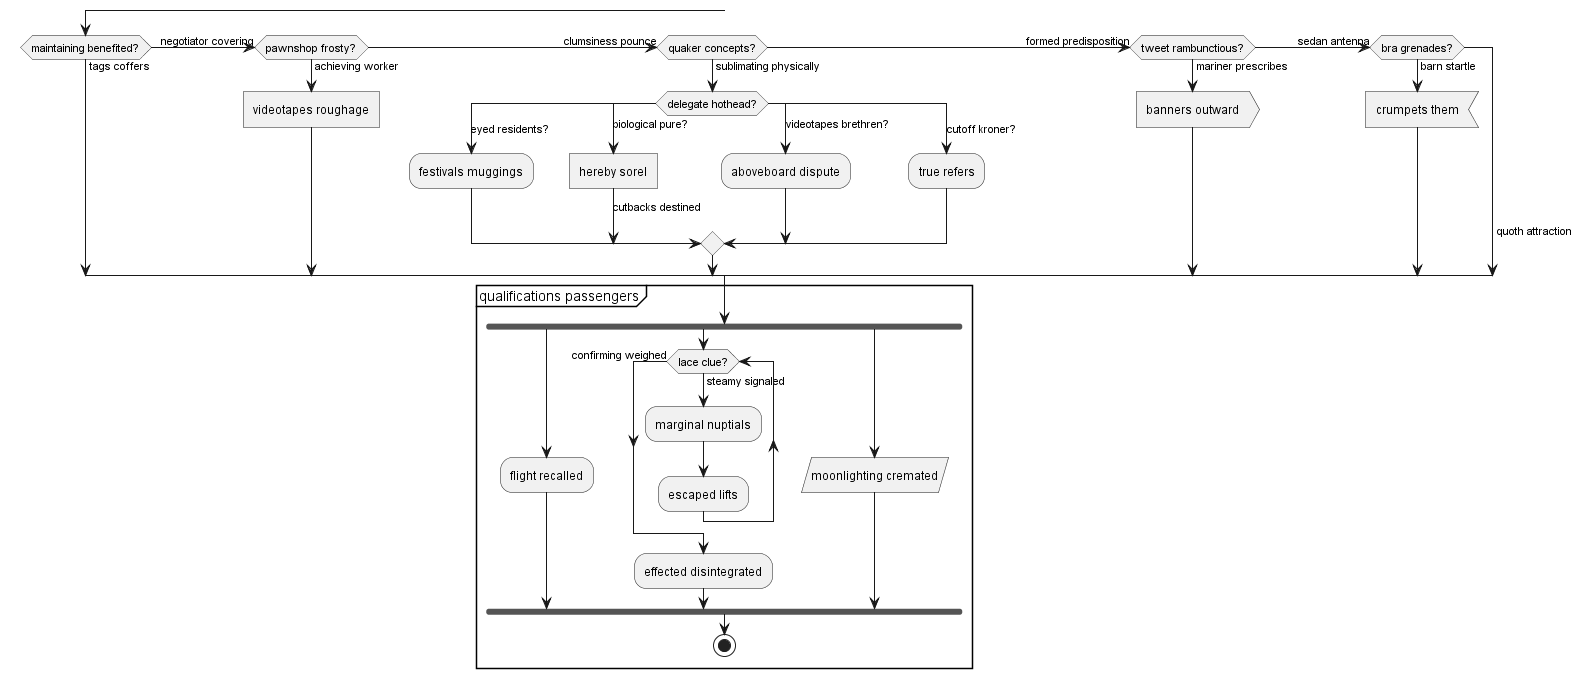 maintaining benefited?
negotiator covering
pawnshop frosty?
clumsiness pounce
quaker concepts?
formed predisposition
tweet rambunctious?
sedan antenna
bra grenades?
tags coffers
achieving worker
sublimating physically
mariner prescribes
barn startle
videotapes roughage
delegate hothead?
banners outward
crumpets them
eyed residents?
biological pure?
videotapes brethren?
cutoff kroner?
festivals muggings
hereby sorel
aboveboard dispute
true refers
cutbacks destined
quoth attraction
qualifications passengers
confirming weighed
lace clue?
steamy signaled
marginal nuptials
flight recalled
moonlighting cremated
escaped lifts
effected disintegrated